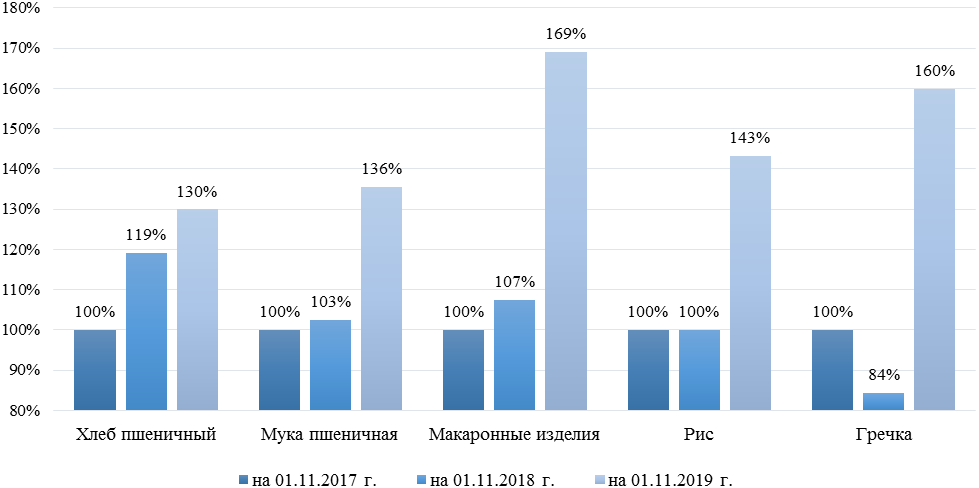 180%
170%
160%
150%
140%
130%
120%
110%
100%
90%
80%
100% 119% 130%
100% 103% 136%
100% 107% 169%
100% 100% 143%
100% 84% 160%
Хлеб пшеничный Мука пшеничная Макаронные изделия Рис Гречка
на 01.11.2017 г. на 01.11.2018 г. на 01.11.2019 г.